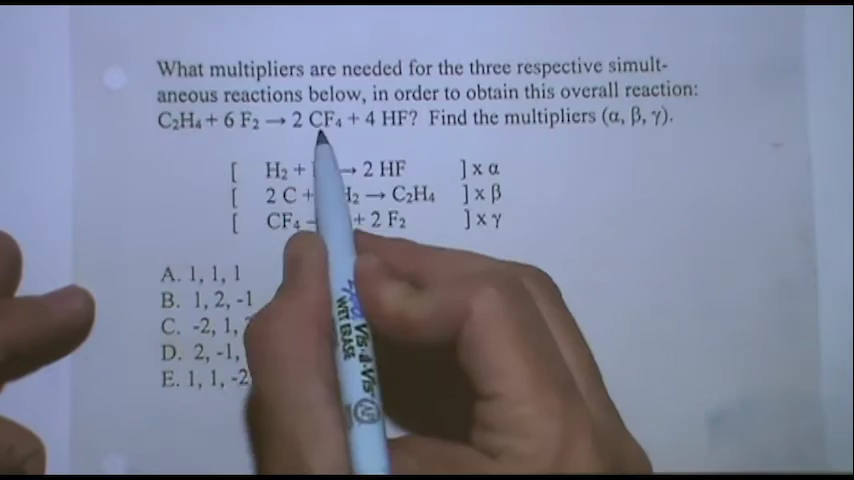 What multipliers are needed for the three respective simult-
aneous reactions below, in order to obtain this overall reaction:
C₂H₄ + 6 F₂ → 2 CF₄ + 4 HF? Find the multipliers (α, β, γ).
[ H₂ + → 2 HF ] x α
[ 2 C + H₂ → C₂H₄ ] x β
[ CF₄ + 2 F₂ ] x γ
A. 1, 1, 1
B. 1, 2, -1
C. -2, 1,
D. 2, -1,
E. 1, 1, -2
Vis-à-Vis
WET ERASE